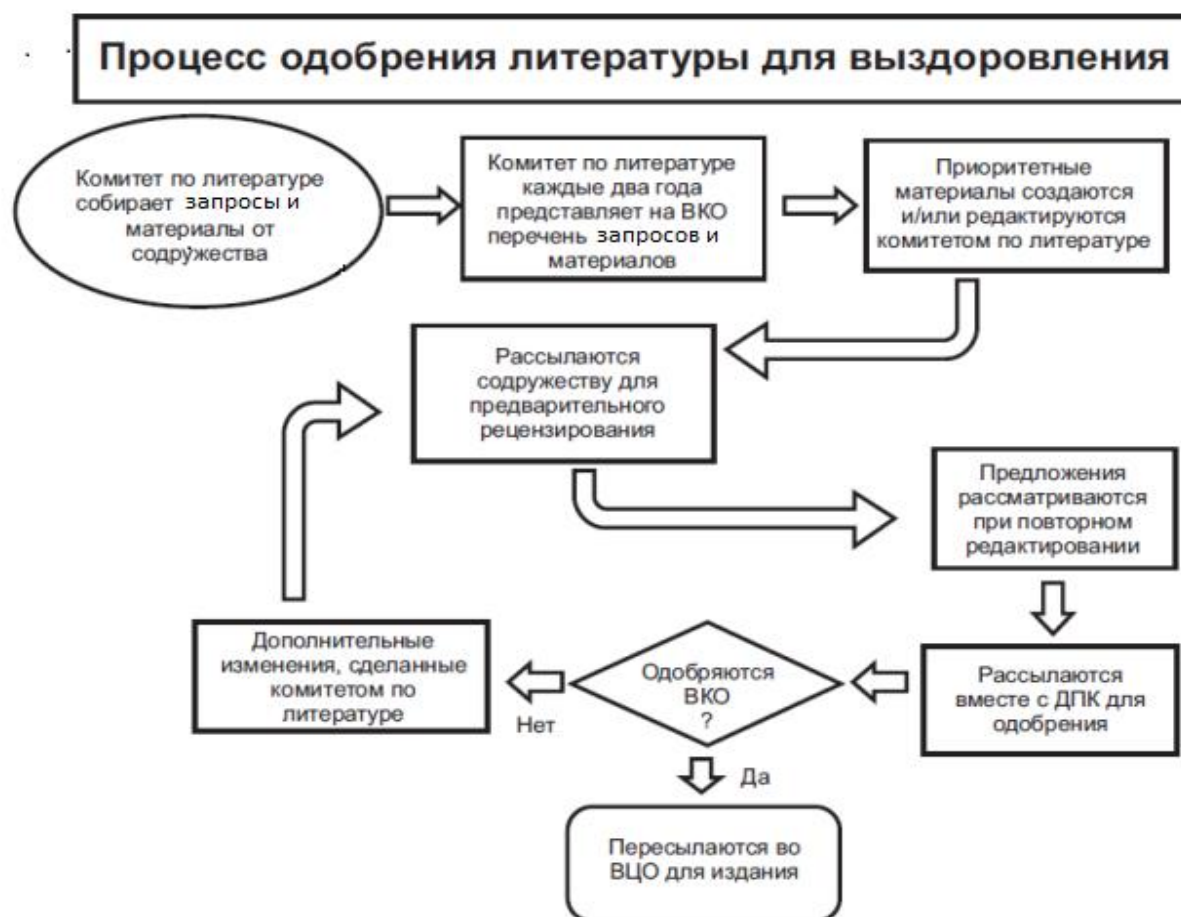 Процесс одобрения литературы для выздоровления
Комитет по литературе
собирает запросы и
материалы от
содружества
Комитет по литературе
каждые два года
представляет на ВКО
перечень запросов и
материалов
Приоритетные
материалы создаются
и/или редактируются
комитетом по литературе
Рассылаются
содружеству для
предварительного
рецензирования
Предложения
рассматриваются
при повторном
редактировании
Рассылаются
вместе с ДПК для
одобрения
Одобряются
ВКО
?
Нет
Дополнительные
изменения, сделанные
комитетом по
литературе
Да
Пересылаются во
ВЦО для издания